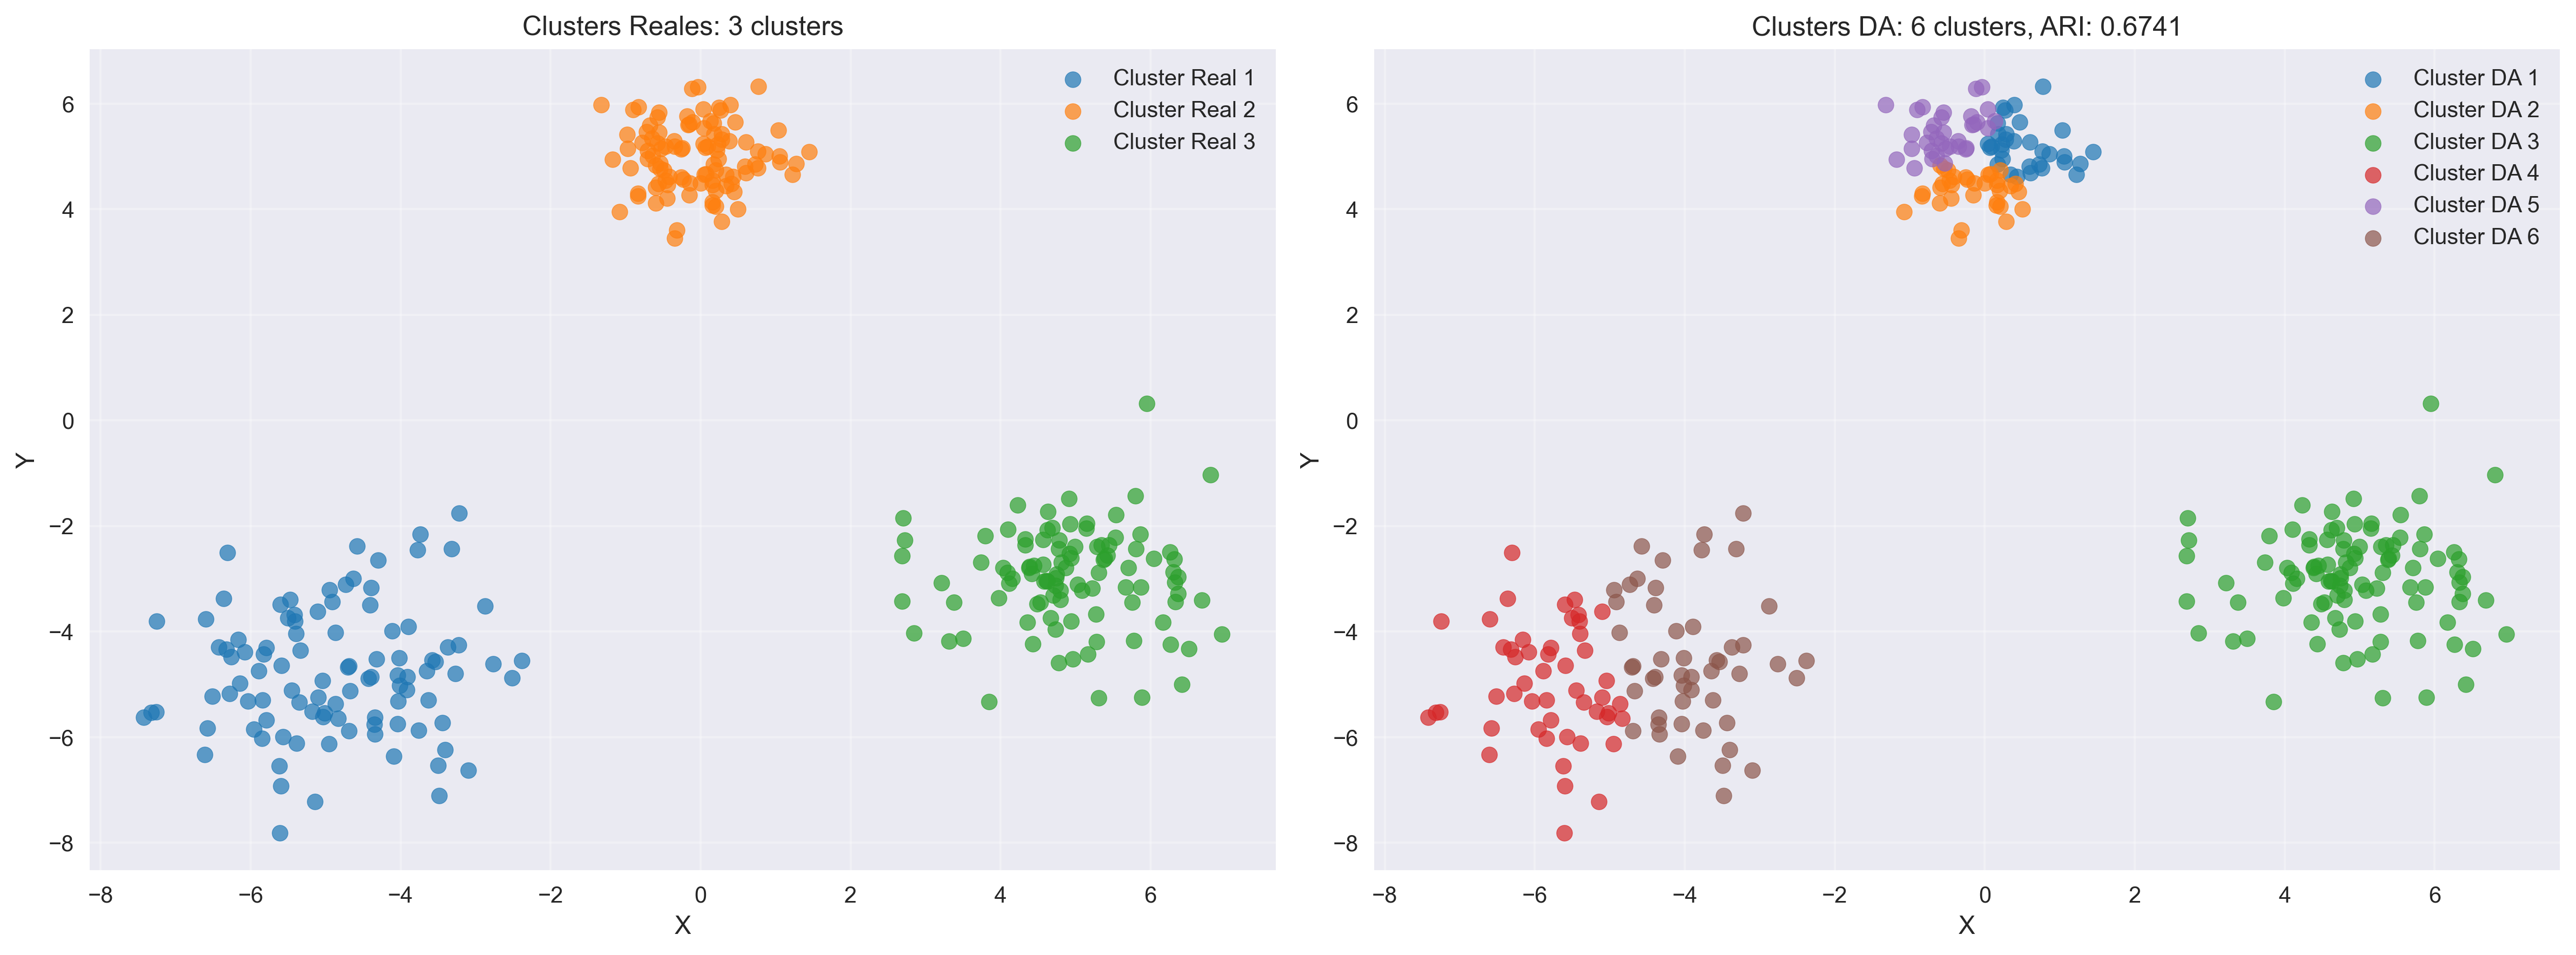 Clusters Reales: 3 clusters
Cluster Real 1
Cluster Real 2
Cluster Real 3
6
4
2
0
−2
−4
−6
−8
Y
−8 −6 −4 −2 0 2 4 6
X
Clusters DA: 6 clusters, ARI: 0.6741
Cluster DA 1
Cluster DA 2
Cluster DA 3
Cluster DA 4
Cluster DA 5
Cluster DA 6
6
4
2
0
−2
−4
−6
−8
Y
−8 −6 −4 −2 0 2 4 6
X